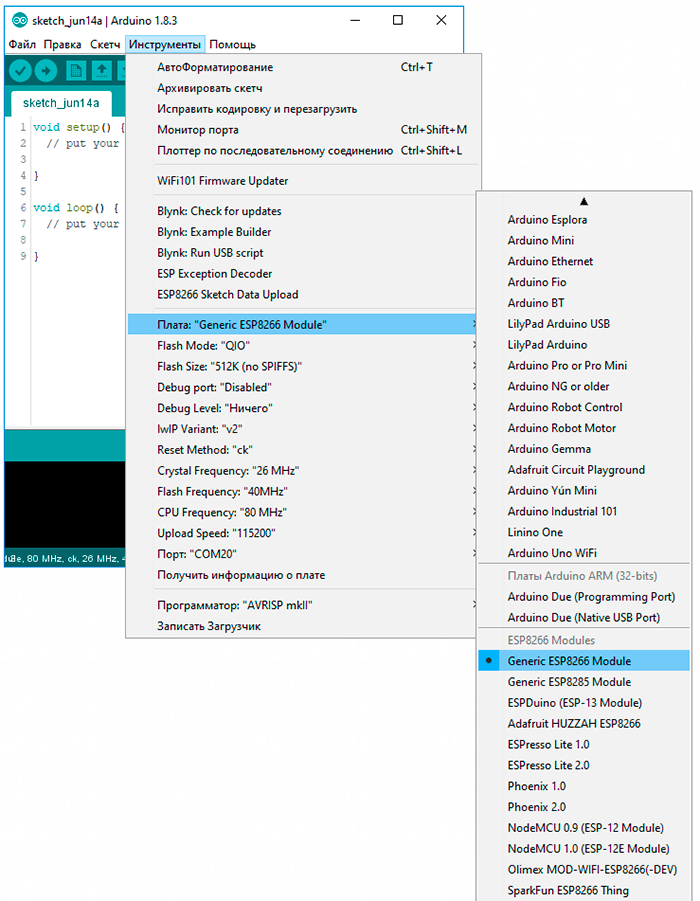 sketch_jun14a | Arduino 1.8.3
Файл Правка Скетч Инструменты Помощь
sketch_jun14a
1 void setup() {
2 // put your
3
4 }
5
6 void loop() {
7 // put your
8
9 }
80 MHz, ck, 26 MHz, 4
АвтоФорматирование Ctrl+T
Архивировать скетч
Исправить кодировку и перезагрузить
Монитор порта Ctrl+Shift+M
Плоттер по последовательному соединению Ctrl+Shift+L
WiFi101 Firmware Updater
Blynk: Check for updates
Blynk: Example Builder
Blynk: Run USB script
ESP Exception Decoder
ESP8266 Sketch Data Upload
Плата: "Generic ESP8266 Module"
Flash Mode: "QIO"
Flash Size: "512K (no SPIFFS)"
Debug port: "Disabled"
Debug Level: "Ничего"
lwIP Variant: "v2"
Reset Method: "ck"
Crystal Frequency: "26 MHz"
Flash Frequency: "40MHz"
CPU Frequency: "80 MHz"
Upload Speed: "115200"
Порт: "COM20"
Получить информацию о плате
Программатор: "AVRISP mkII"
Записать Загрузчик
Arduino Esplora
Arduino Mini
Arduino Ethernet
Arduino Fio
Arduino BT
LilyPad Arduino USB
LilyPad Arduino
Arduino Pro or Pro Mini
Arduino NG or older
Arduino Robot Control
Arduino Robot Motor
Arduino Gemma
Adafruit Circuit Playground
Arduino Yún Mini
Arduino Industrial 101
Linino One
Arduino Uno WiFi
Платы Arduino ARM (32-bits)
Arduino Due (Programming Port)
Arduino Due (Native USB Port)
ESP8266 Modules
Generic ESP8266 Module
Generic ESP8285 Module
ESPDuino (ESP-13 Module)
Adafruit HUZZAH ESP8266
ESPresso Lite 1.0
ESPresso Lite 2.0
Phoenix 1.0
Phoenix 2.0
NodeMCU 0.9 (ESP-12 Module)
NodeMCU 1.0 (ESP-12E Module)
Olimex MOD-WIFI-ESP8266(-DEV)
SparkFun ESP8266 Thing